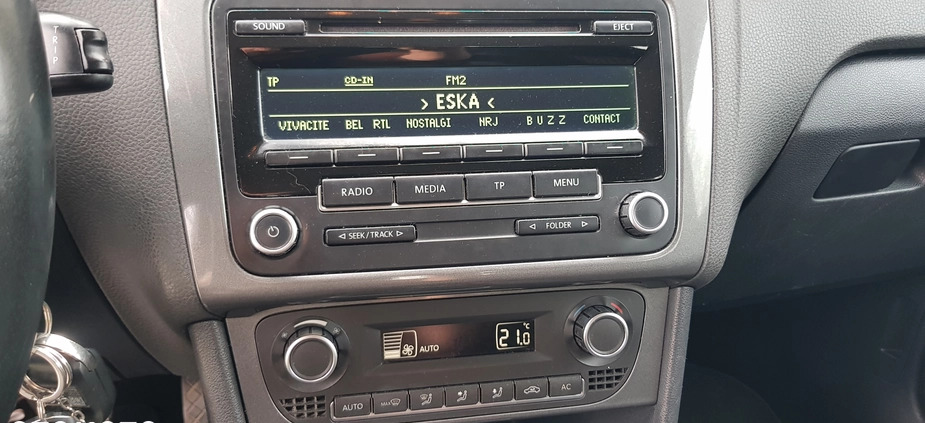 SOUND
EJECT
TRIP
TP CD-IN FM2
> ESKA <
VIVACITE BEL RTL NOSTALGI NRJ BUZZ CONTACT
RADIO MEDIA TP MENU
SEEK / TRACK
FOLDER
AUTO
21.0 °C
AUTO MAX AC